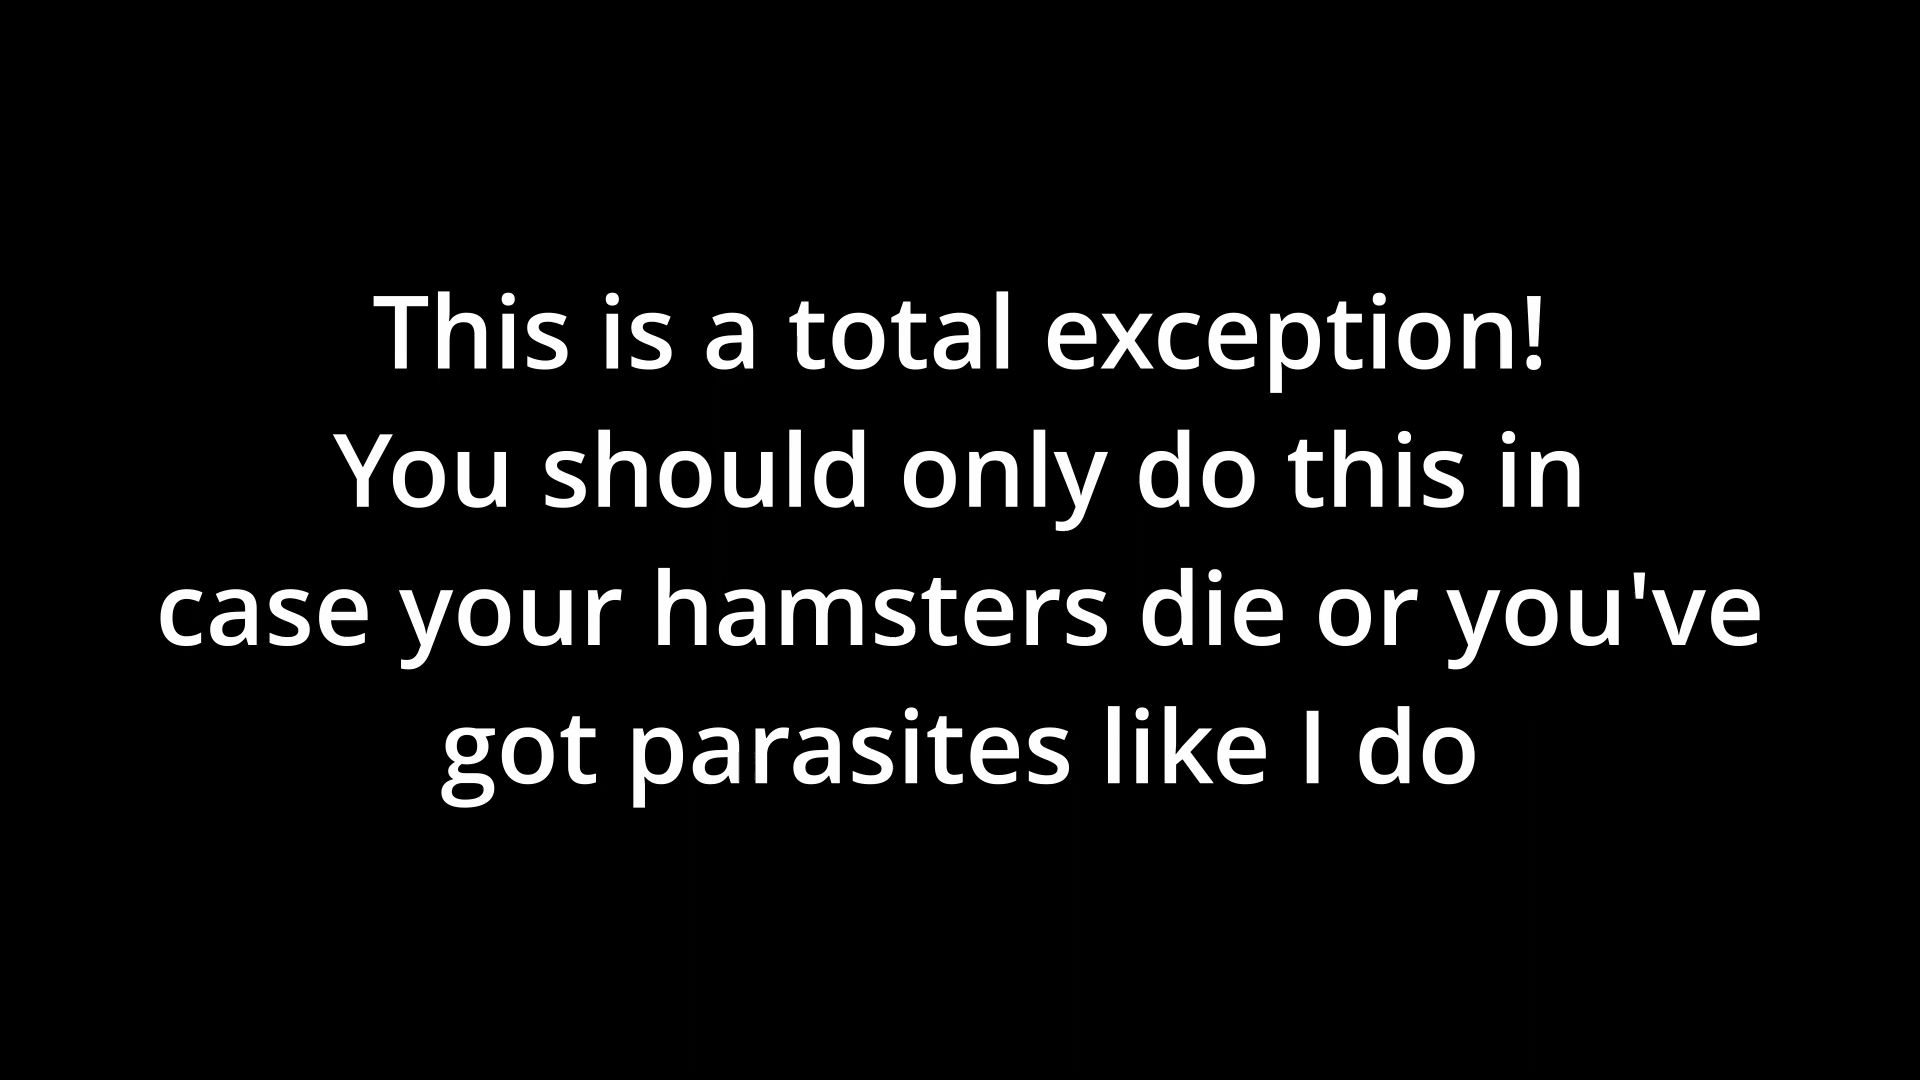 This is a total exception!
You should only do this in
case your hamsters die or you've
got parasites like I do